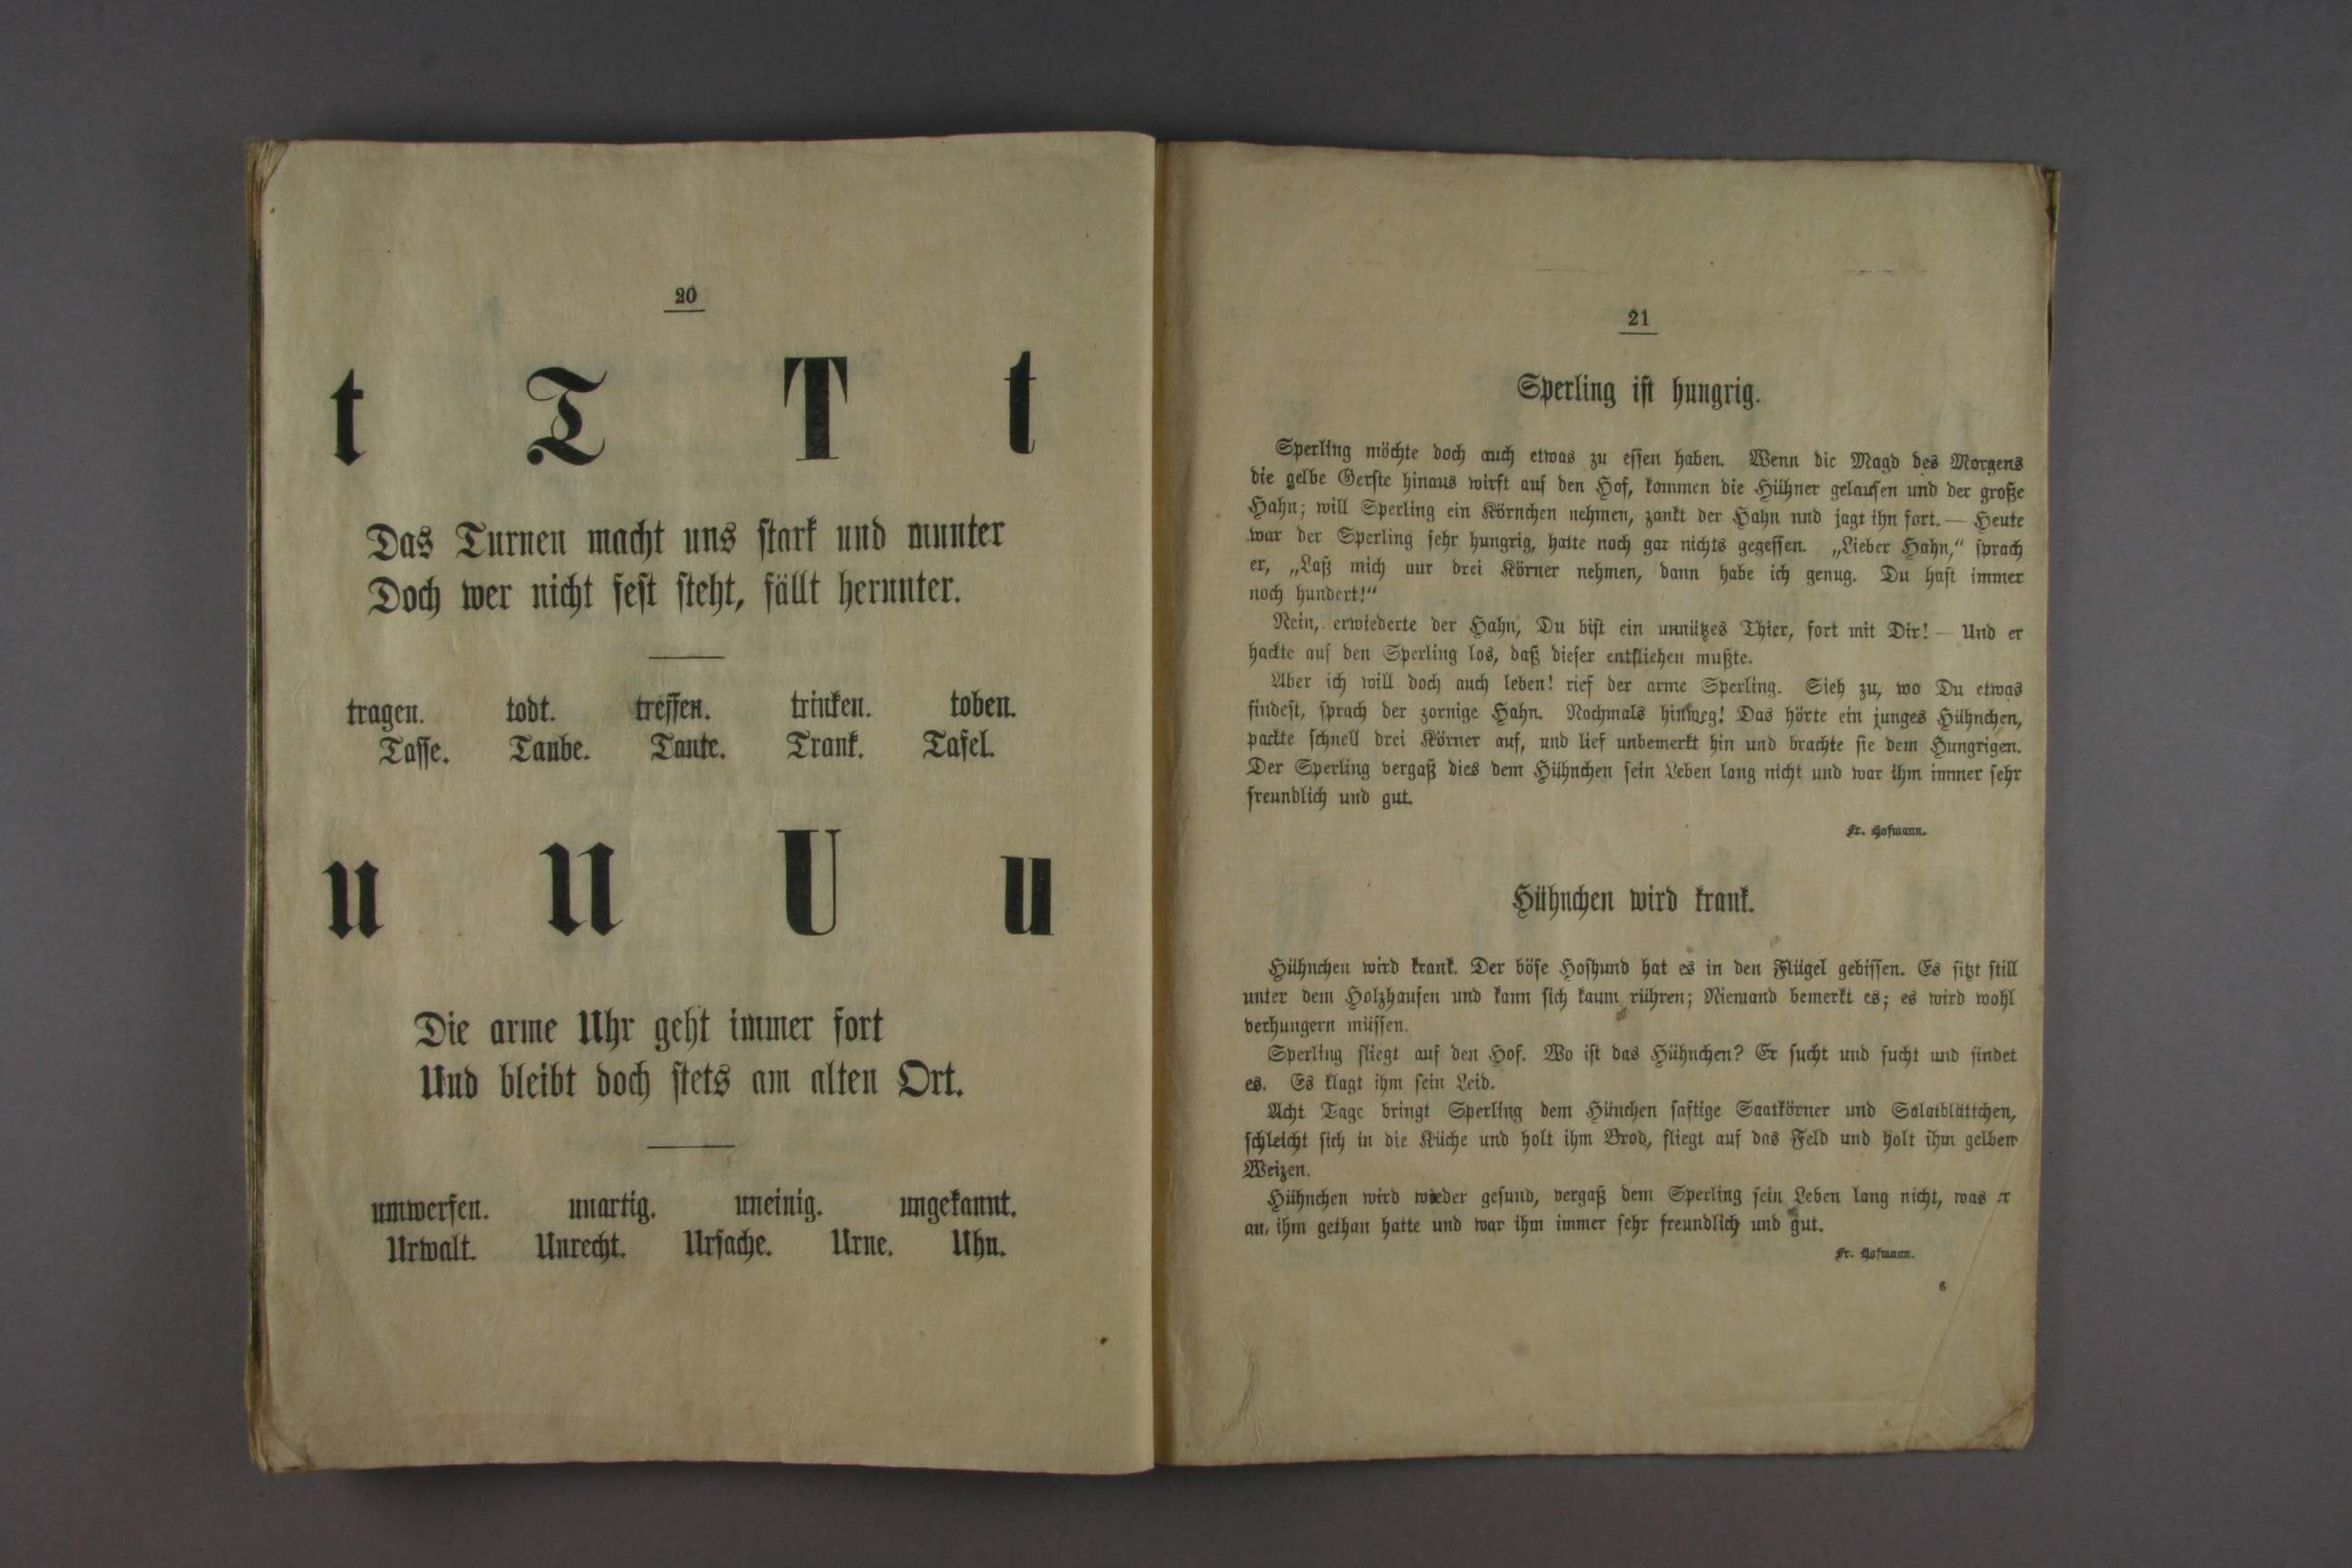 20
t T T t
Das Turnen macht uns stark und munter
Doch wer nicht fest steht, fällt herunter.
tragen. todt. treffen. trinken. toben.
Tasse. Taube. Tante. Trank. Tafel.
u U U u
Die arme Uhr geht immer fort
Und bleibt doch stets am alten Ort.
umwerfen. unartig. uneinig. ungekannt.
Urwalt. Unrecht. Ursache. Urne. Uhu.
21
Sperling ist hungrig.
Sperling möchte doch auch etwas zu essen haben. Wenn die Magd des Morgens
die gelbe Gerste hinaus wirft auf den Hof, kommen die Hühner gelaufen und der große
Hahn; will Sperling ein Körnchen nehmen, zankt der Hahn und jagt ihn fort. — Heute
war der Sperling sehr hungrig, hatte noch gar nichts gegessen. „Lieber Hahn,“ sprach
er, „Laß mich nur drei Körner nehmen, dann habe ich genug. Du hast immer
noch hundert!“
Nein, erwiederte der Hahn, Du bist ein unnützes Thier, fort mit Dir! — Und er
hackte auf den Sperling los, daß dieser entfliehen mußte.
Aber ich will doch auch leben! rief der arme Sperling. Sieh zu, wo Du etwas
findest, sprach der zornige Hahn. Nochmals hinweg! Das hörte ein junges Hühnchen,
packte schnell drei Körner auf, und lief unbemerkt hin und brachte sie dem Hungrigen.
Der Sperling vergaß dies dem Hühnchen sein Leben lang nicht und war ihm immer sehr
freundlich und gut.
Fr. Hofmann.
Hühnchen wird krank.
Hühnchen wird krank. Der böse Hofhund hat es in den Flügel gebissen. Es sitzt still
unter dem Holzhaufen und kann sich kaum rühren; Niemand bemerkt es; es wird wohl
verhungern müssen.
Sperling fliegt auf den Hof. Wo ist das Hühnchen? Er sucht und sucht und findet
es. Es klagt ihm sein Leid.
Acht Tage bringt Sperling dem Hünchen saftige Saatkörner und Salatblättchen,
schleicht sich in die Küche und holt ihm Brod, fliegt auf das Feld und holt ihm gelben
Weizen.
Hühnchen wird wieder gesund, vergaß dem Sperling sein Leben lang nicht, was er
an ihm gethan hatte und war ihm immer sehr freundlich und gut.
Fr. Hofmann.
6